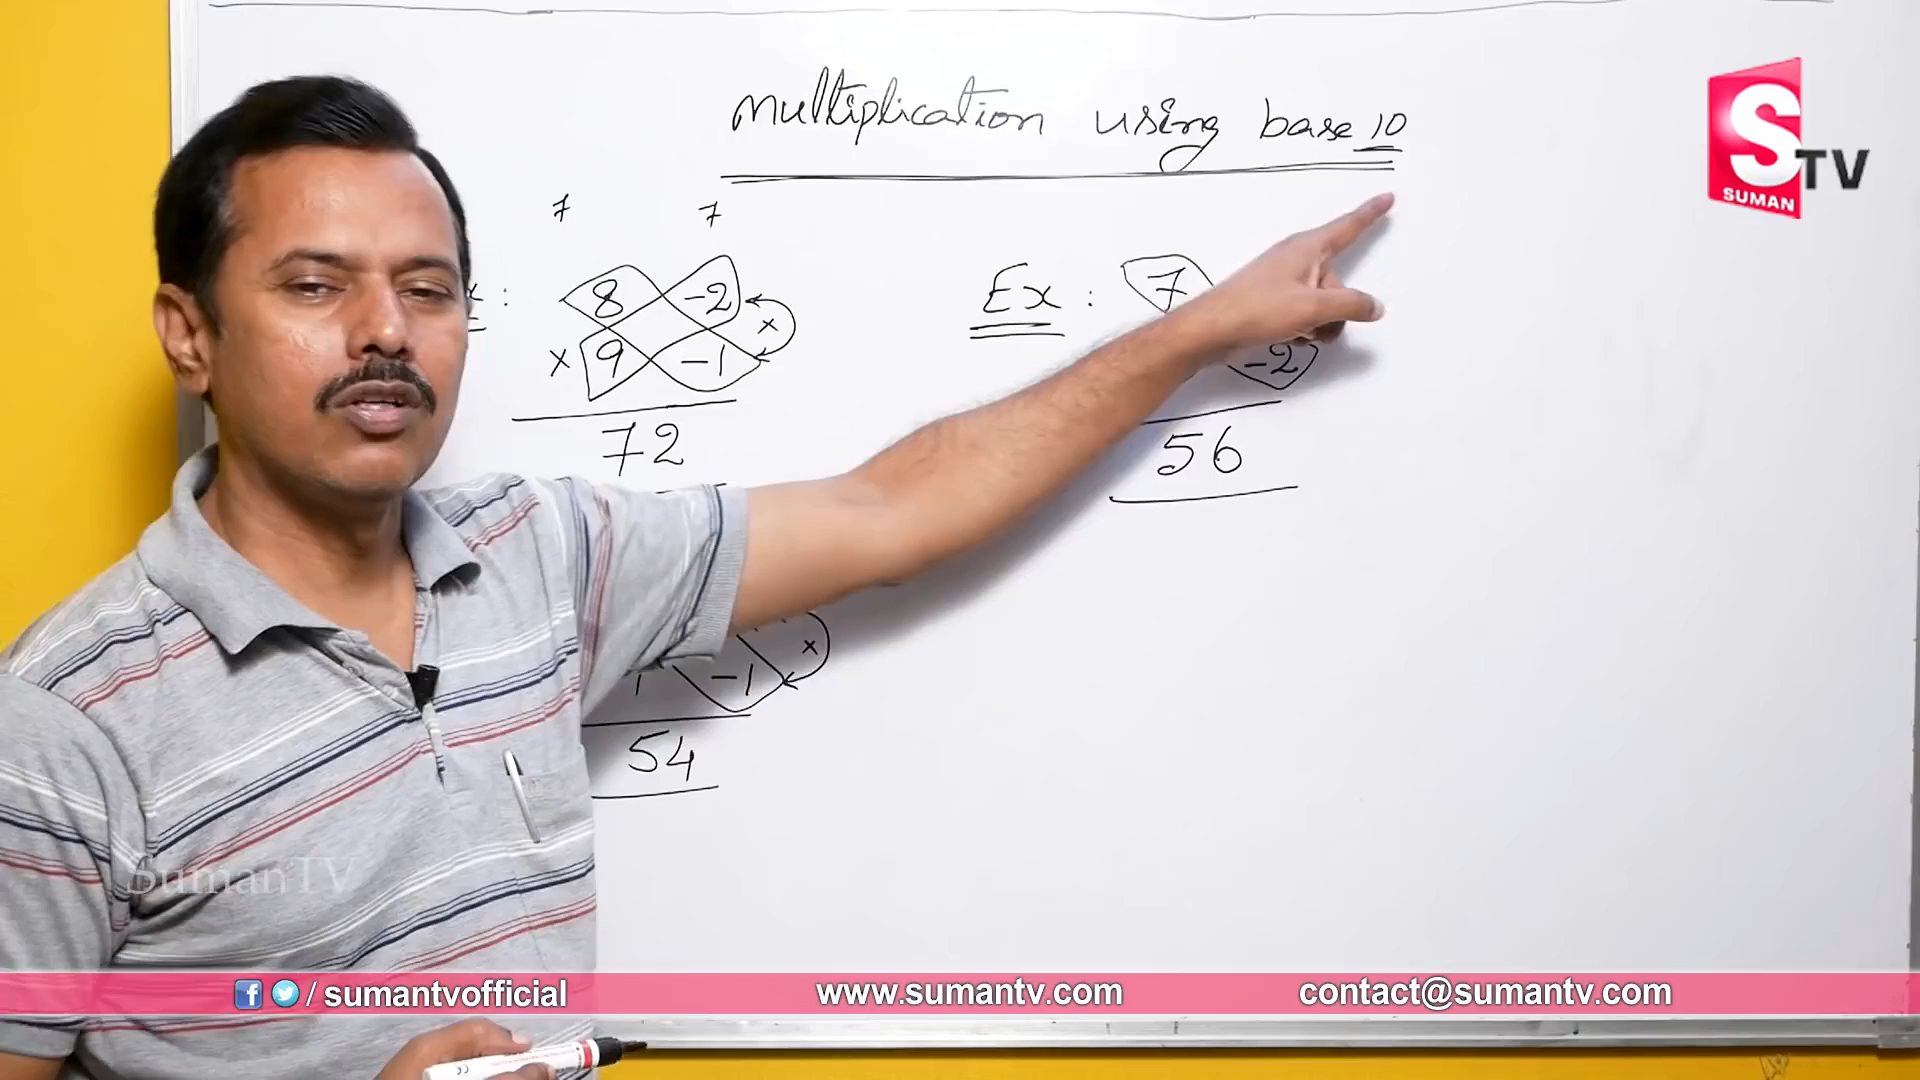 multiplication using base 10
S TV
SUMAN
7 7
Ex : 7
8 -2
x
x 9 -1
-2
72
56
x
-1
54
SumanTV
/ sumantvofficial
www.sumantv.com
contact@sumantv.com